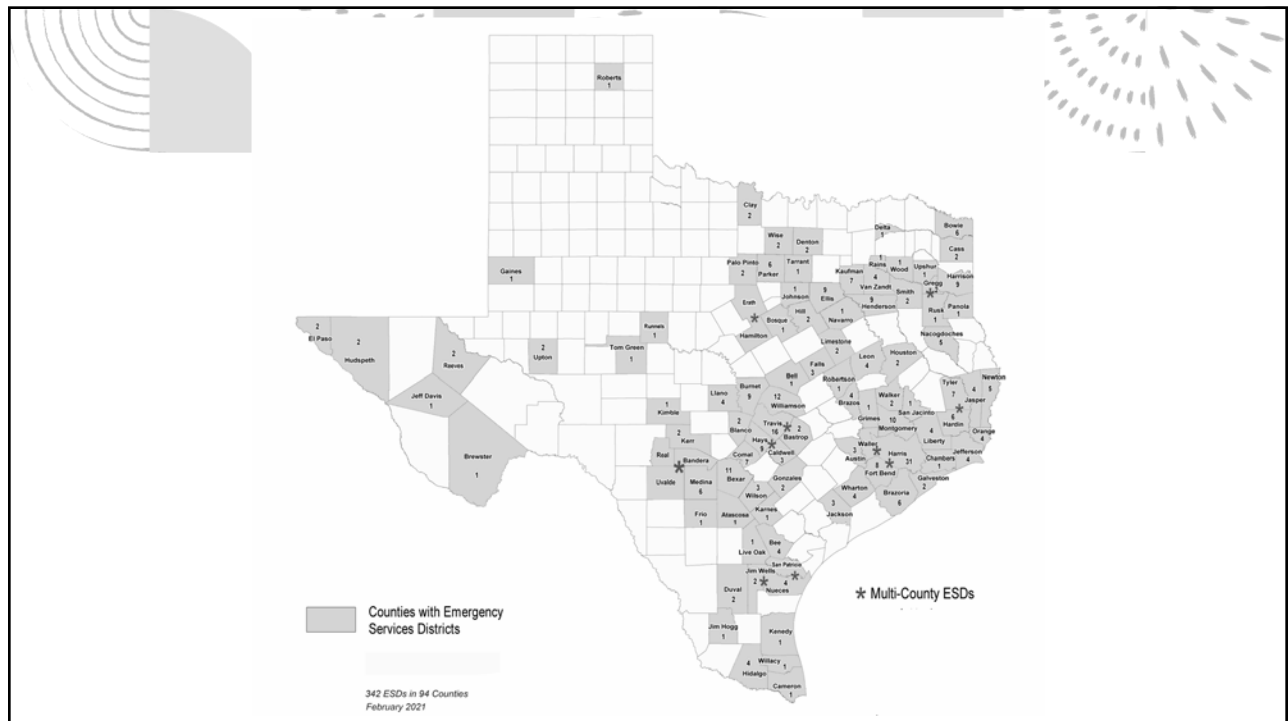 Roberts
1
Clay
2
Wise
2
Denton
2
Delta
1
Bowie
6
Cass
2
Gaines
1
Palo Pinto
2
6
Parker
Tarrant
1
Kaufman
7
1
Rains
4
Van Zandt
1
Wood
Upshur
1
Gregg
Harrison
9
1
Johnson
9
Ellis
9
Henderson
Smith
2
Rusk
1
Panola
1
Erath
Hamilton
Bosque
1
Hill
2
1
Navarro
Nacogdoches
5
2
El Paso
2
Hudspeth
2
Reeves
2
Upton
Runnels
1
Tom Green
1
Limestone
2
Falls
3
Leon
4
Houston
2
Jeff Davis
1
Brewster
1
Bell
1
Robertson
1
4
Brazos
Burnet
9
Llano
4
12
Williamson
1
Grimes
Walker
2
1
San Jacinto
Tyler
7
4
Jasper
Newton
5
1
Kimble
2
Blanco
Travis
16
2
Bastrop
10
Montgomery
6
Hardin
4
Liberty
Orange
4
2
Kerr
Hays
9
Caldwell
3
3
Austin
Waller
Harris
31
8
Fort Bend
Chambers
1
Jefferson
4
Real
Bandera
Comal
7
Uvalde
Medina
6
11
Bexar
3
Wilson
Gonzales
2
Wharton
4
Brazoria
6
Galveston
2
Frio
1
Atascosa
1
Karnes
1
3
Jackson
1
Live Oak
Bee
4
San Patricio
Jim Wells
2
4
Nueces
Duval
2
Jim Hogg
1
Kenedy
1
4
Hidalgo
Willacy
1
Cameron
1
* Multi-County ESDs
Counties with Emergency
Services Districts
342 ESDs in 94 Counties
February 2021